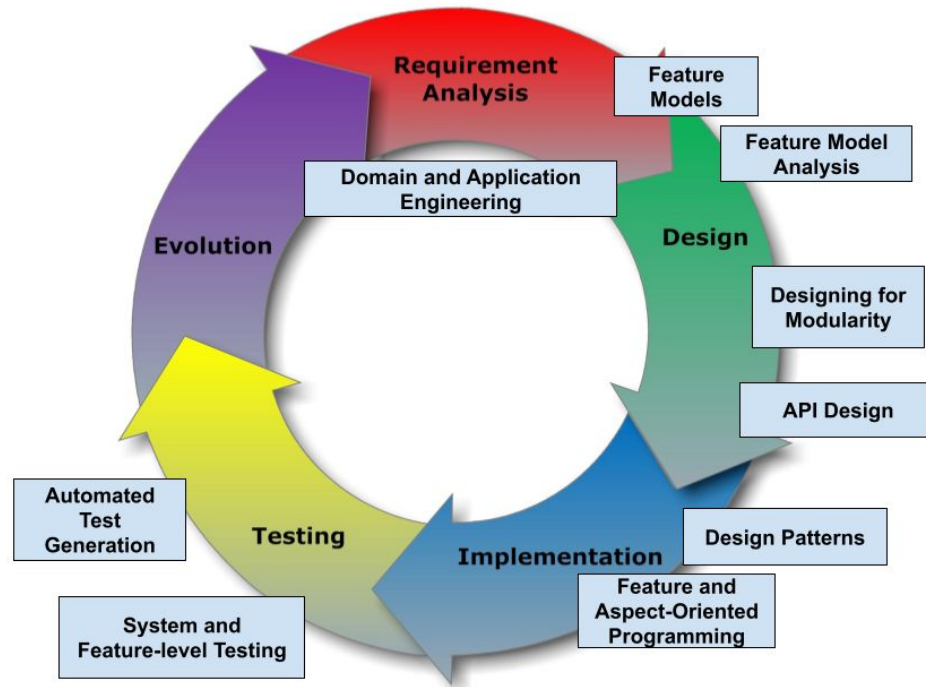 Requirement
Analysis
Feature
Models
Feature Model
Analysis
Domain and Application
Engineering
Design
Evolution
Designing for
Modularity
API Design
Automated
Test
Generation
Testing
Implementation
Design Patterns
Feature and
Aspect-Oriented
Programming
System and
Feature-level Testing